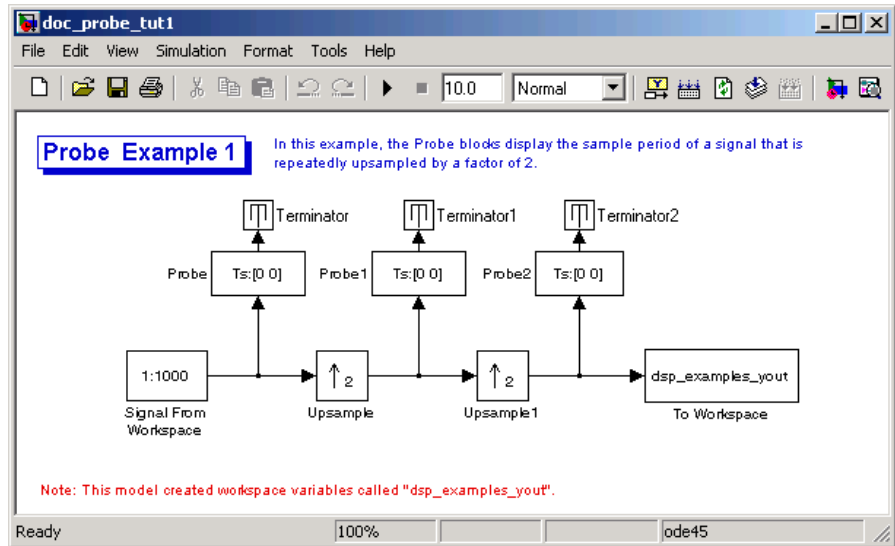 doc_probe_tut1
File Edit View Simulation Format Tools Help
10.0 Normal
Probe Example 1
In this example, the Probe blocks display the sample period of a signal that is
repeatedly upsampled by a factor of 2.
Terminator Terminator1 Terminator2
Probe Ts:[0 0] Probe1 Ts:[0 0] Probe2 Ts:[0 0]
1:1000 2 2 dsp_examples_yout
Signal From
Workspace
Upsample Upsample1 To Workspace
Note: This model created workspace variables called "dsp_examples_yout".
Ready 100% ode45